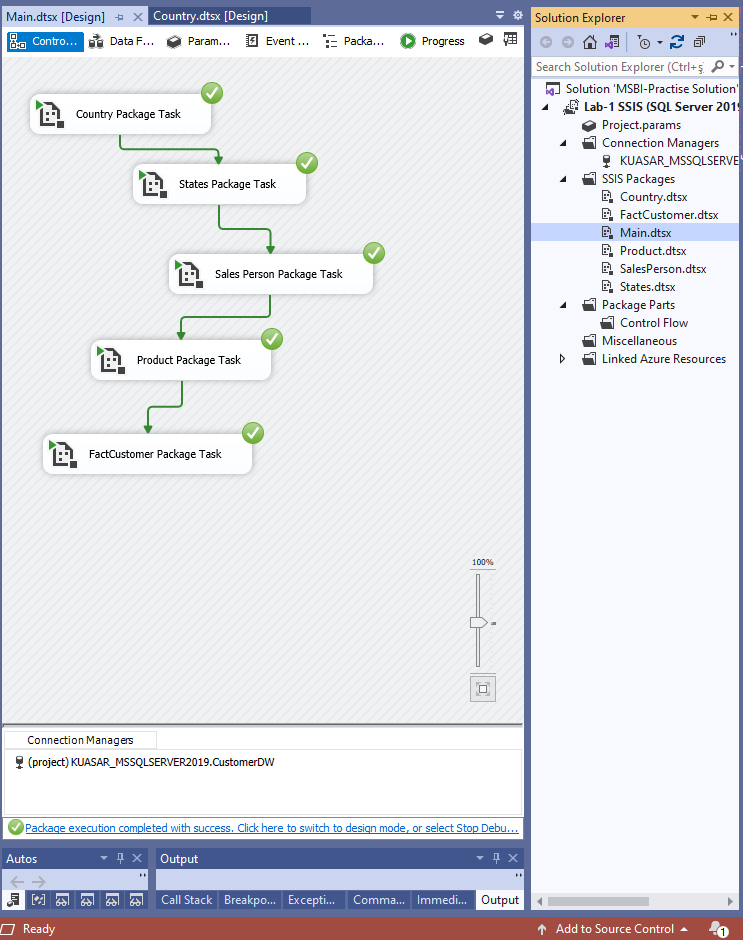 Main.dtsx [Design]
Country.dtsx [Design]
Contro...
Data F...
Param...
Event ...
Packa...
Progress
Country Package Task
States Package Task
Sales Person Package Task
Product Package Task
FactCustomer Package Task
100%
Connection Managers
(project) KUASAR_MSSQLSERVER2019.CustomerDW
Package execution completed with success. Click here to switch to design mode, or select Stop Debu...
Autos
Output
Call Stack
Breakpo...
Excepti...
Comma...
Immedi...
Output
Solution Explorer
Search Solution Explorer (Ctrl+ş
Solution 'MSBI-Practise Solution'
Lab-1 SSIS (SQL Server 2019
Project.params
Connection Managers
KUASAR_MSSQLSERVE
SSIS Packages
Country.dtsx
FactCustomer.dtsx
Main.dtsx
Product.dtsx
SalesPerson.dtsx
States.dtsx
Package Parts
Control Flow
Miscellaneous
Linked Azure Resources
Ready
Add to Source Control
1